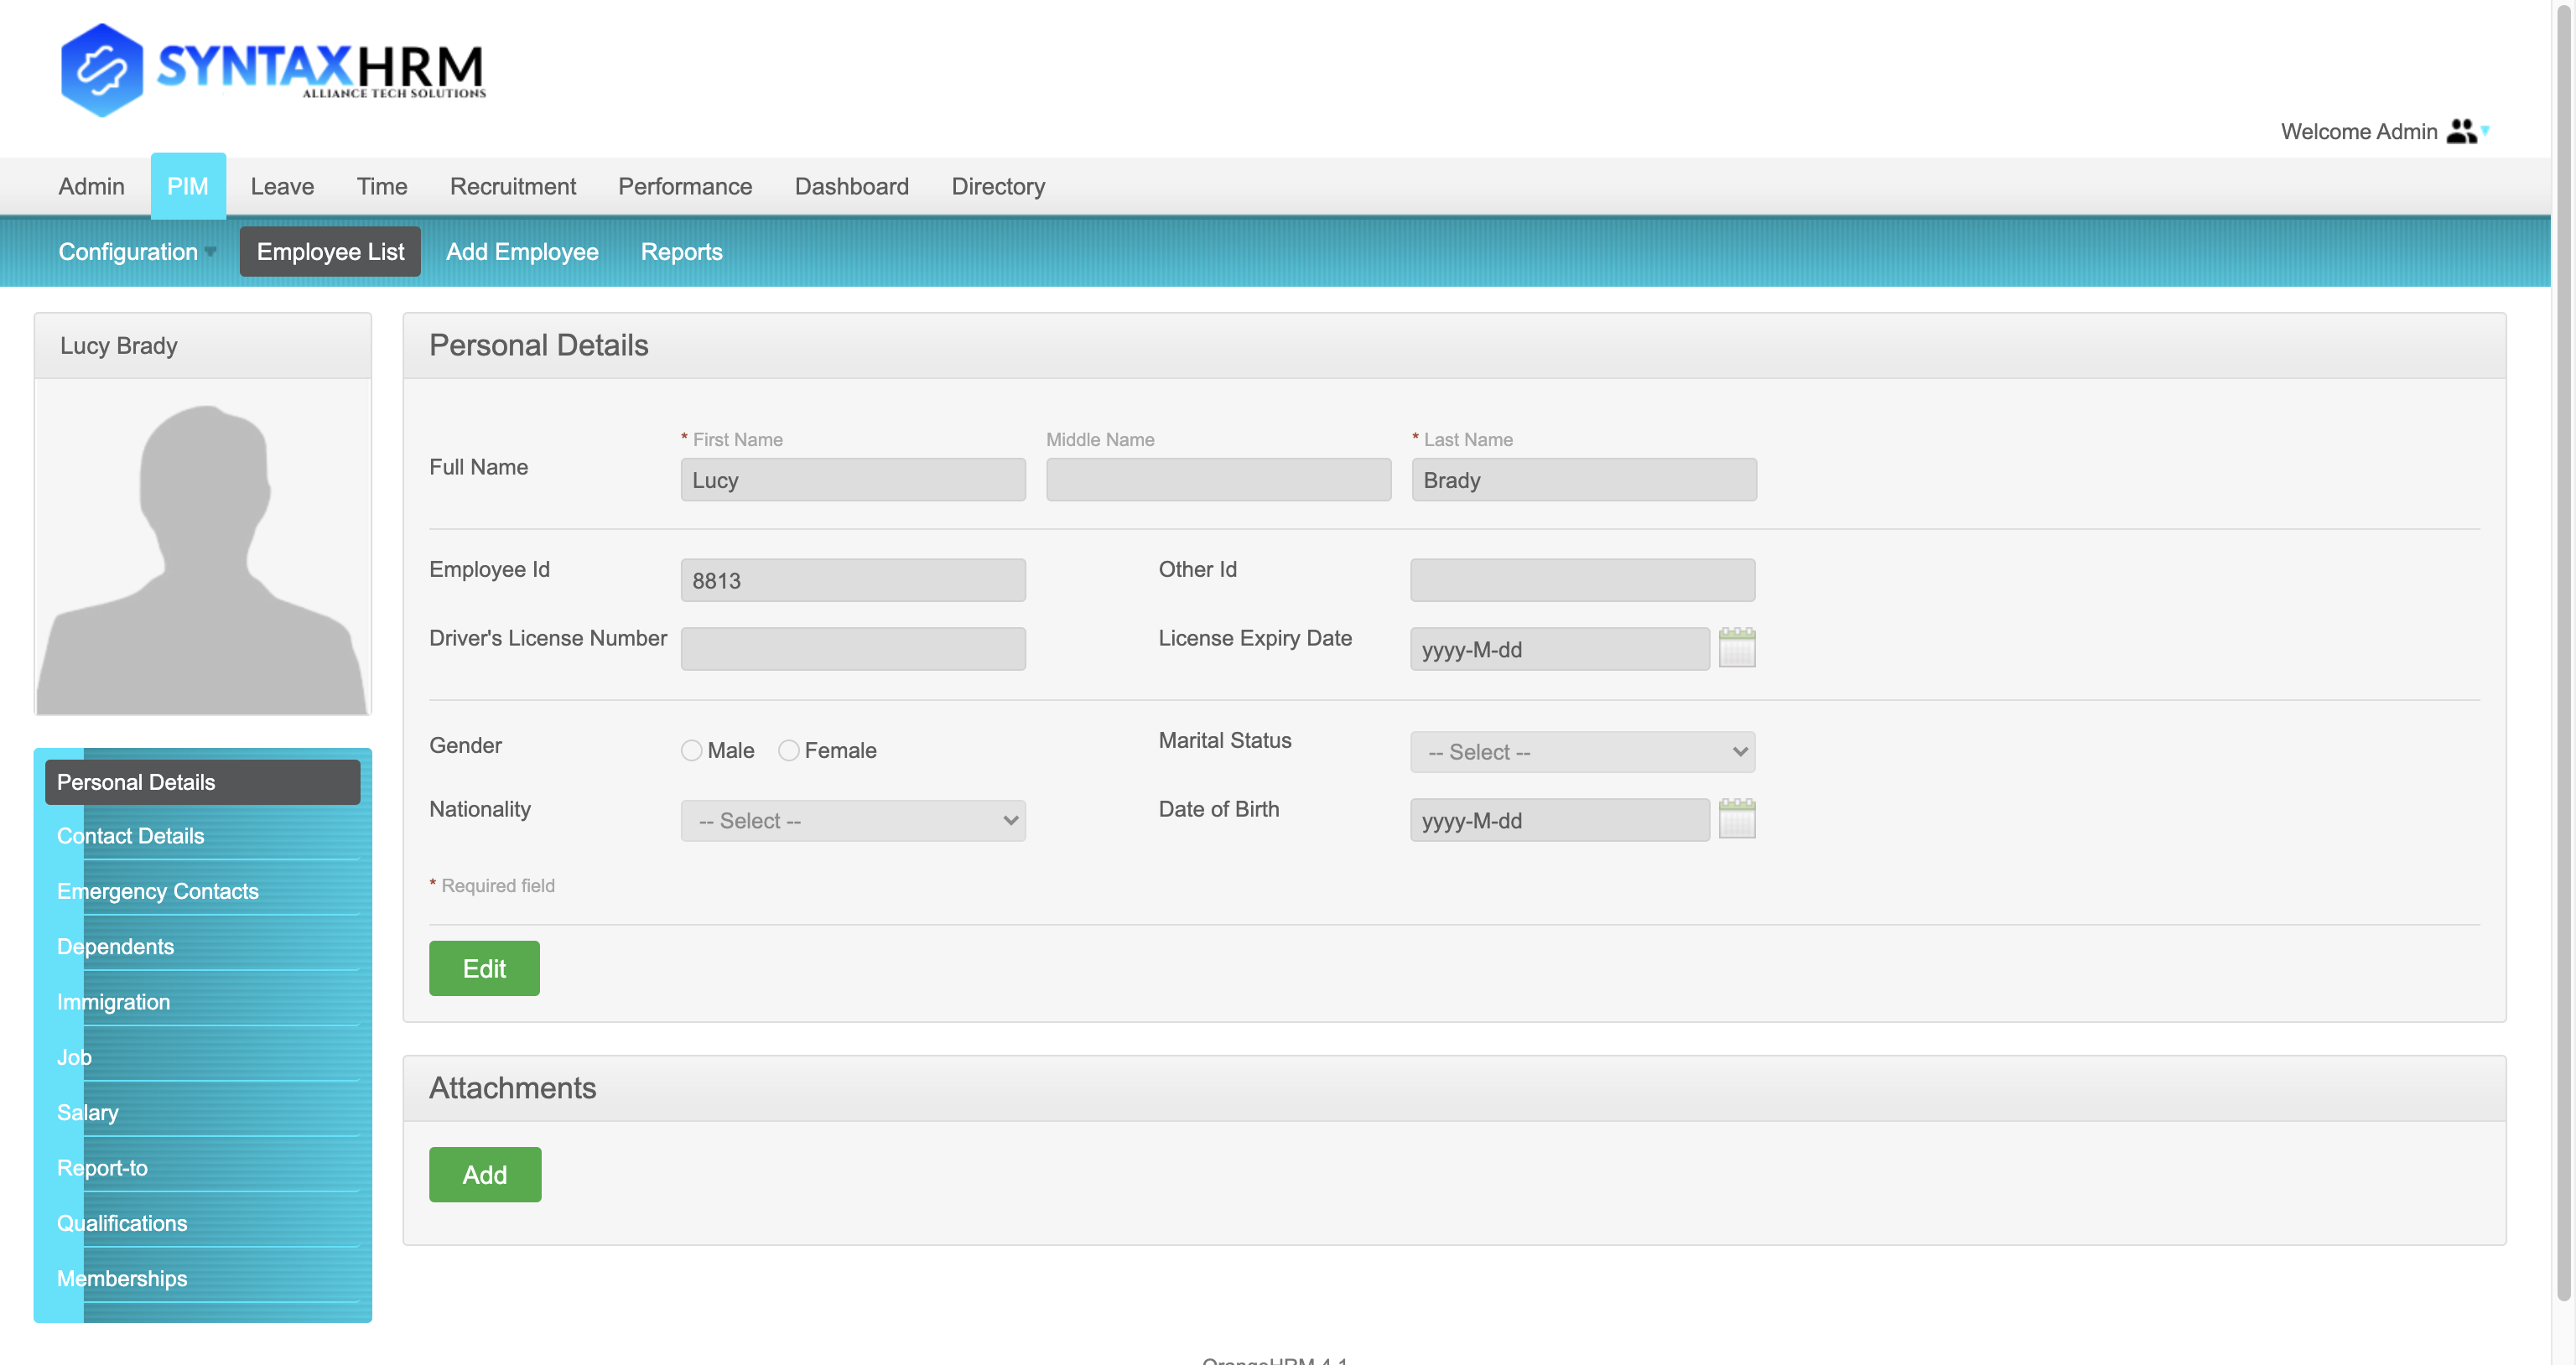 SYNTAXHRM
ALLIANCE TECH SOLUTIONS
Welcome Admin
Admin PIM Leave Time Recruitment Performance Dashboard Directory
Configuration Employee List Add Employee Reports
Lucy Brady
Personal Details
Contact Details
Emergency Contacts
Dependents
Immigration
Job
Salary
Report-to
Qualifications
Memberships
Personal Details
* First Name Middle Name * Last Name
Full Name Lucy Brady
Employee Id 8813 Other Id
Driver's License Number License Expiry Date yyyy-M-dd
Gender Male Female Marital Status -- Select --
Nationality -- Select -- Date of Birth yyyy-M-dd
* Required field
Edit
Attachments
Add
OrangeHRM 4.1